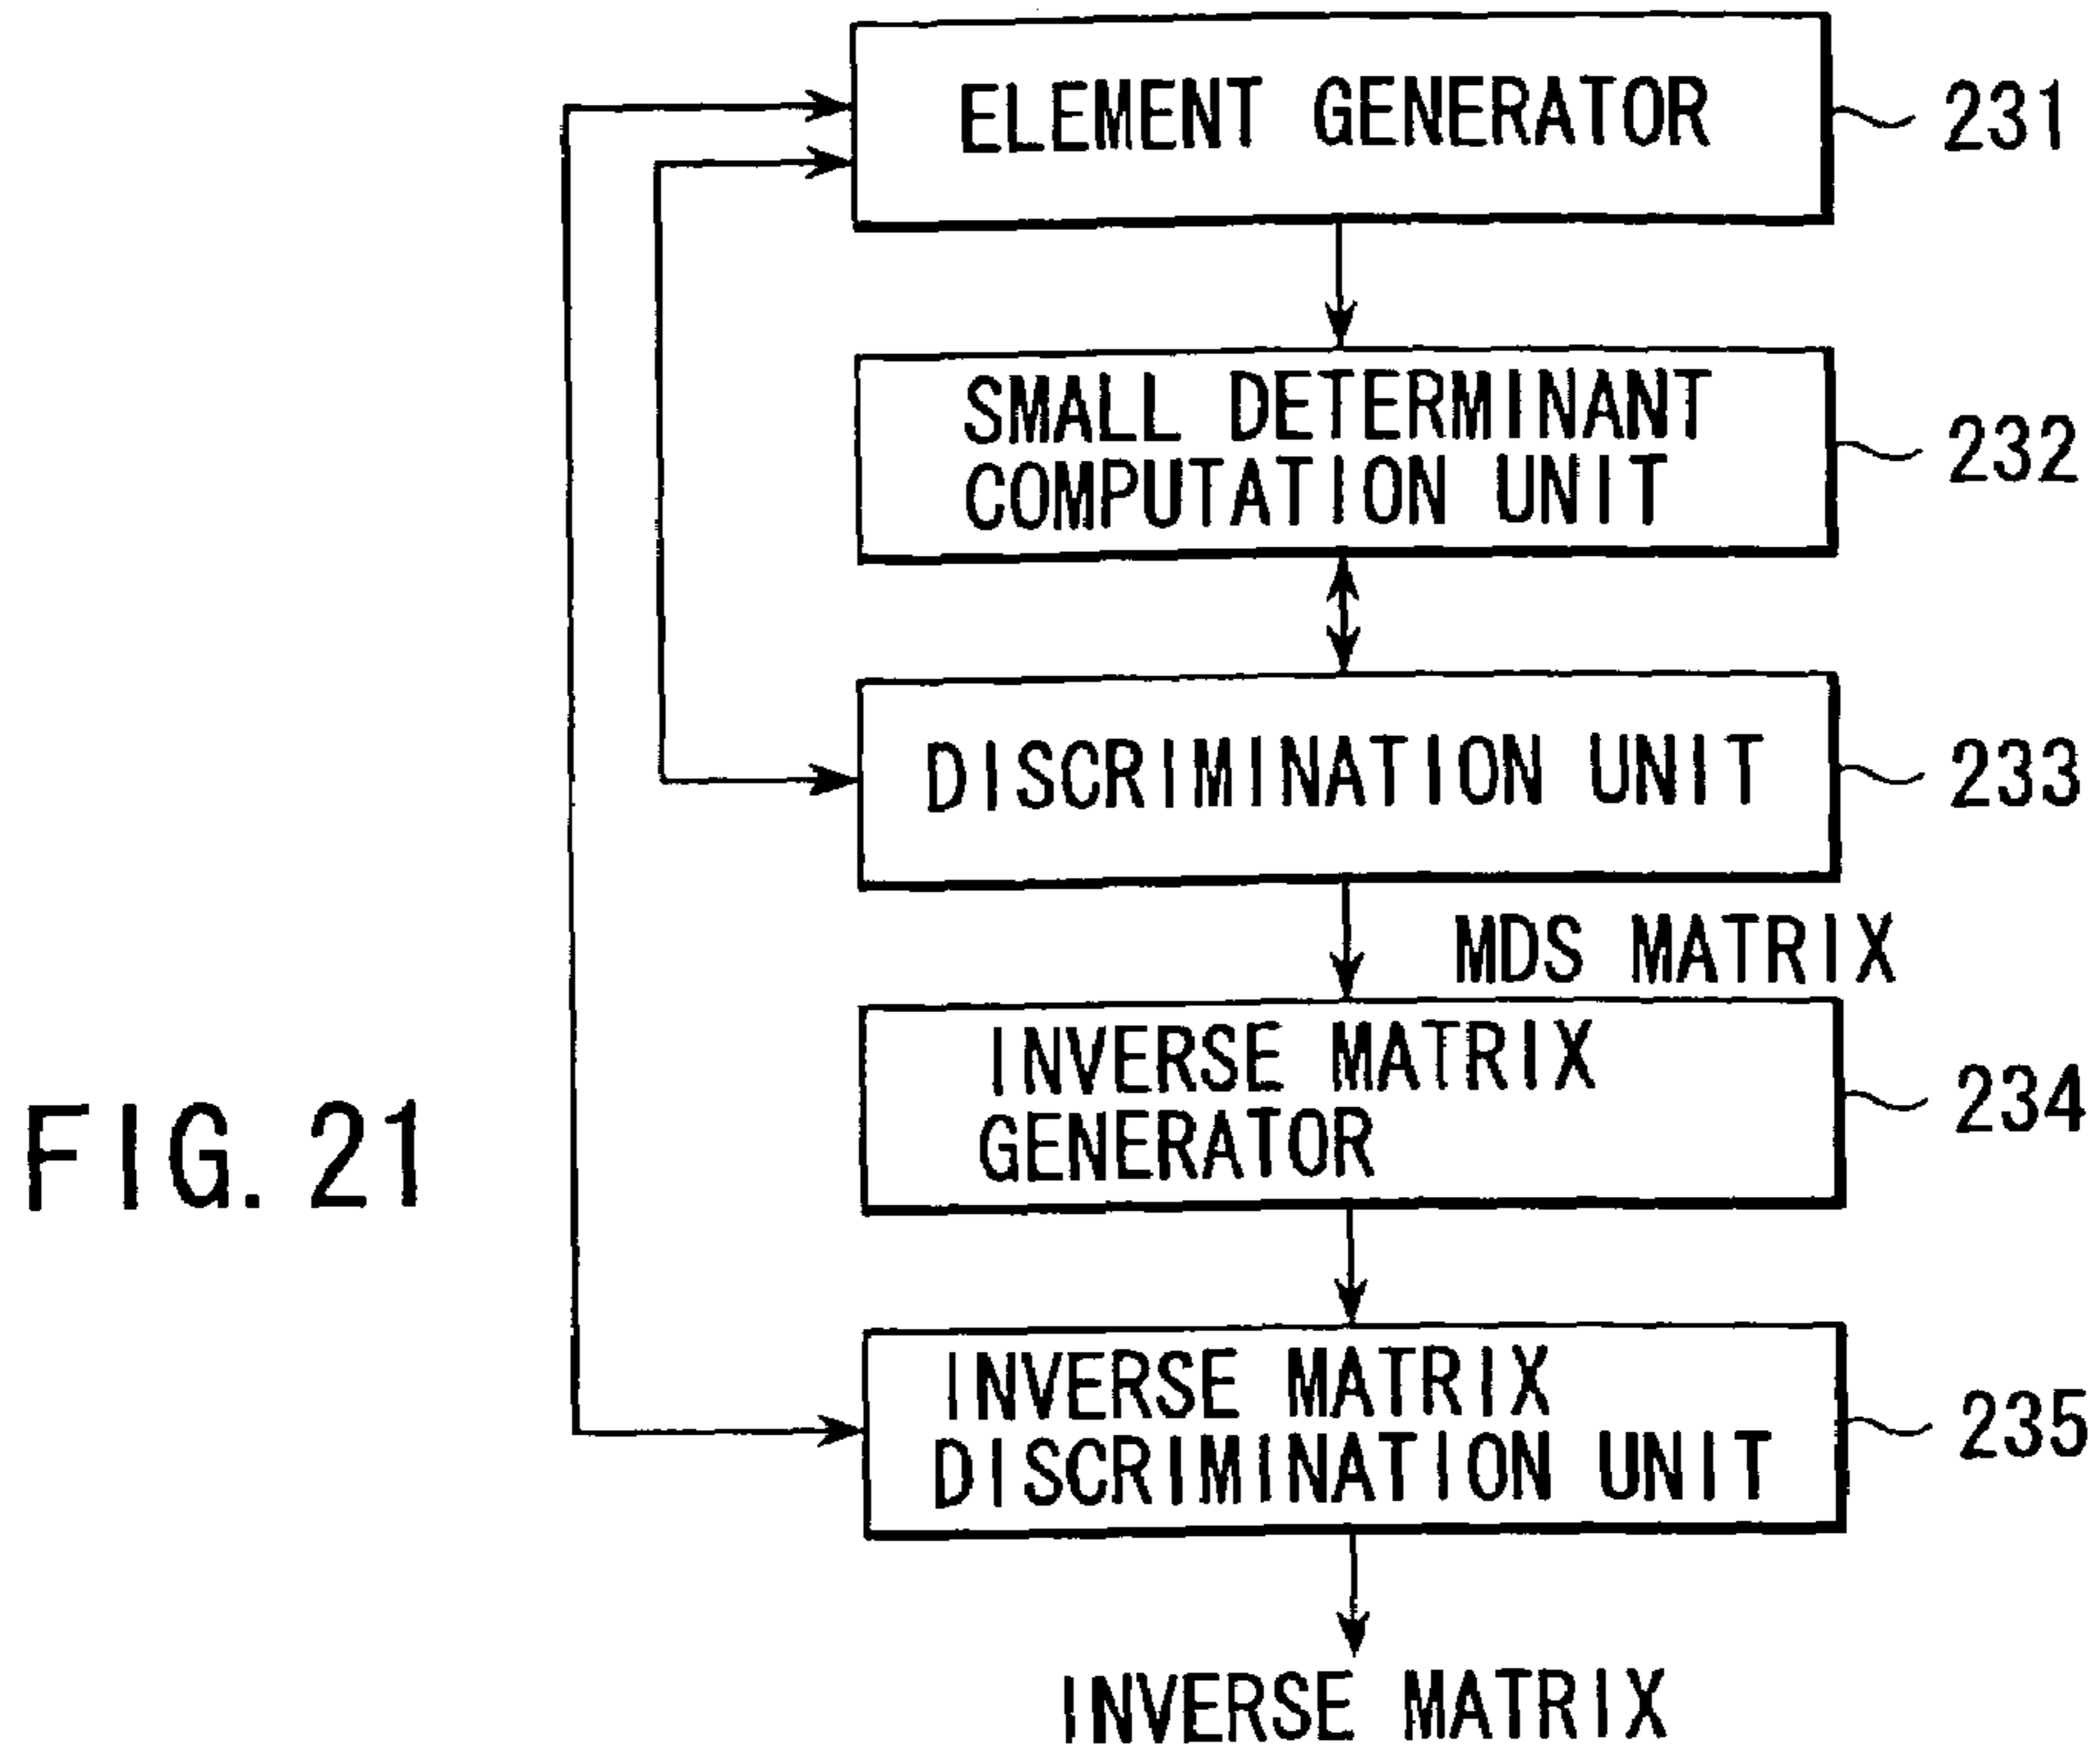 ELEMENT GENERATOR
231
SMALL DETERMINANT
COMPUTATION UNIT
232
DISCRIMINATION UNIT
233
MDS MATRIX
INVERSE MATRIX
GENERATOR
234
FIG. 21
INVERSE MATRIX
DISCRIMINATION UNIT
235
INVERSE MATRIX